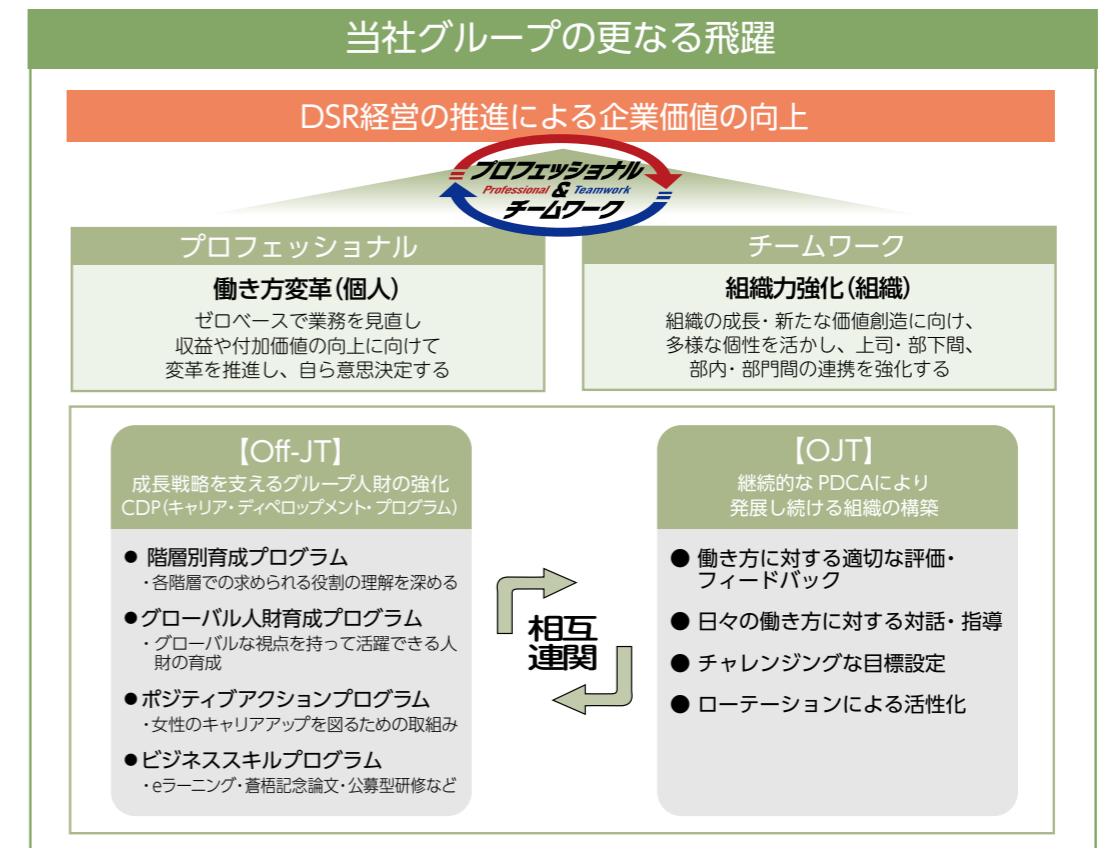 当社グループの更なる飛躍
DSR経営の推進による企業価値の向上
プロフェッショナル
Professional & Teamwork
チームワーク
プロフェッショナル
働き方変革(個人)
ゼロベースで業務を見直し
収益や付加価値の向上に向けて
変革を推進し、自ら意思決定する
チームワーク
組織力強化(組織)
組織の成長・新たな価値創造に向け、
多様な個性を活かし、上司・部下間、
部内・部門間の連携を強化する
【Off-JT】
成長戦略を支えるグループ人財の強化
CDP(キャリア・ディベロップメント・プログラム)
● 階層別育成プログラム
・各階層での求められる役割の理解を深める
●グローバル人財育成プログラム
・グローバルな視点を持って活躍できる人
財の育成
●ポジティブアクションプログラム
・女性のキャリアアップを図るための取組み
●ビジネススキルプログラム
・eラーニング・蒼梧記念論文・公募型研修など
相互
連関
【OJT】
継続的な PDCAにより
発展し続ける組織の構築
● 働き方に対する適切な評価・
フィードバック
● 日々の働き方に対する対話・指導
● チャレンジングな目標設定
● ローテーションによる活性化